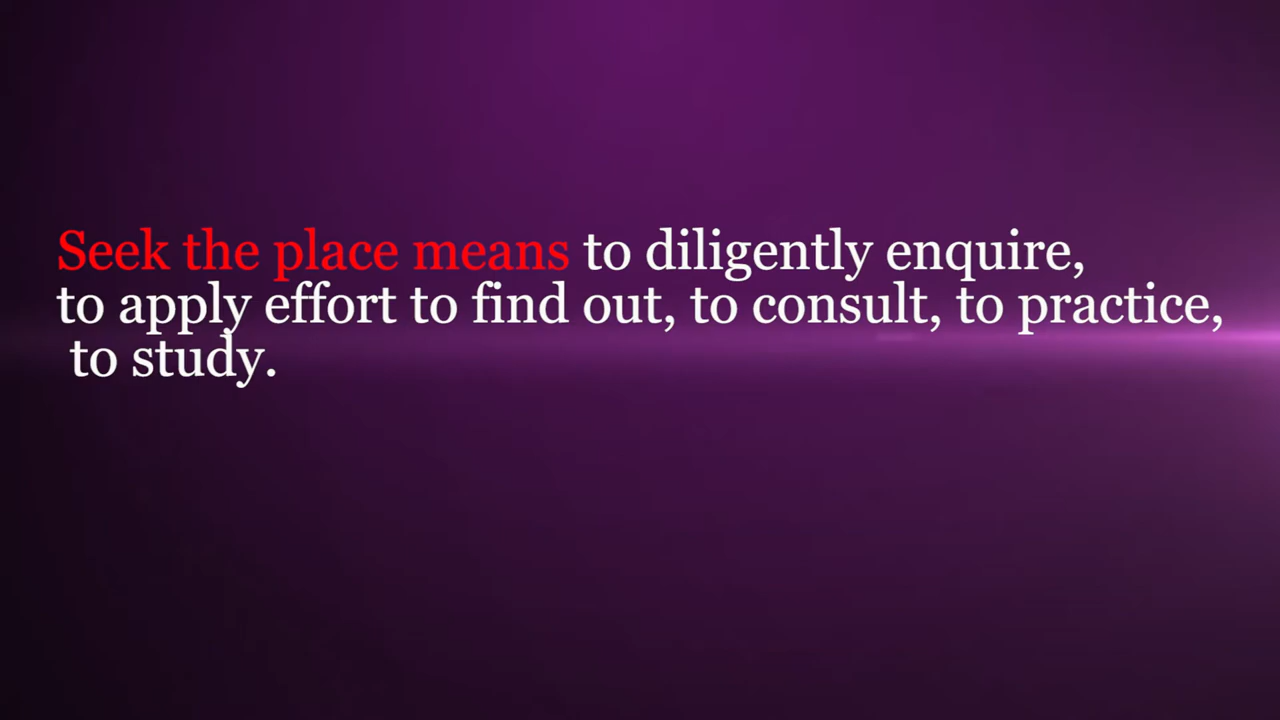 Seek the place means to diligently enquire,
to apply effort to find out, to consult, to practice,
to study.